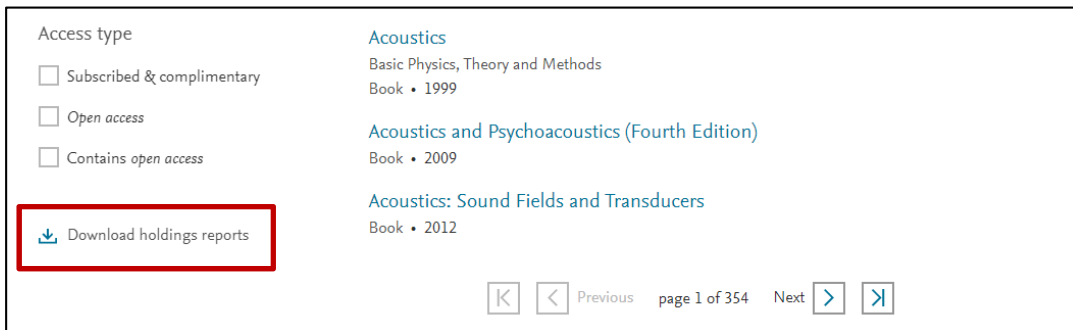 Access type
Subscribed & complimentary
Open access
Contains open access
Download holdings reports
Acoustics
Basic Physics, Theory and Methods
Book • 1999
Acoustics and Psychoacoustics (Fourth Edition)
Book • 2009
Acoustics: Sound Fields and Transducers
Book • 2012
Previous page 1 of 354 Next